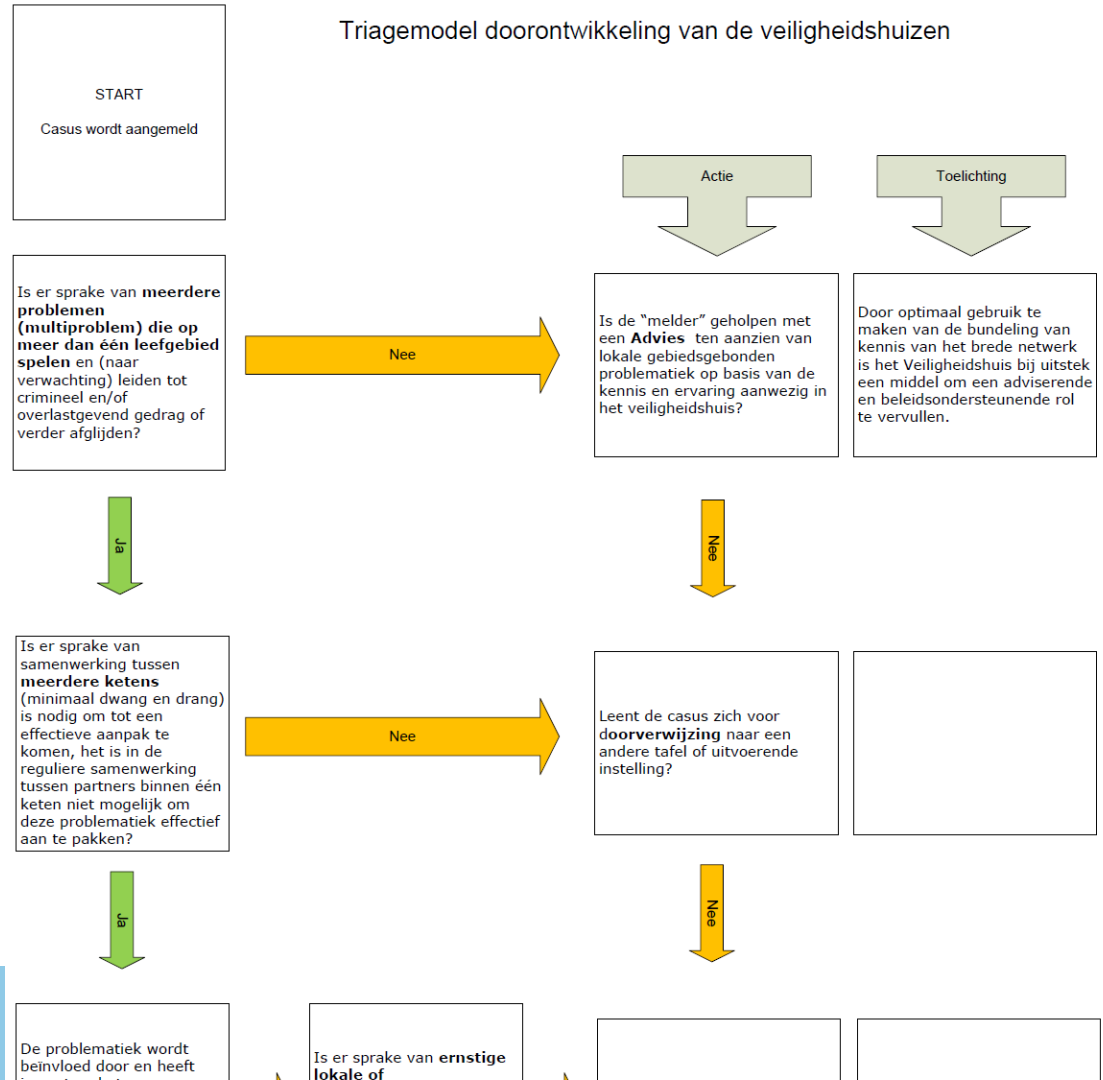 Triagemodel doorontwikkeling van de veiligheidshuizen
START
Casus wordt aangemeld
Actie
Toelichting
Is er sprake van meerdere
problemen
(multiproblem) die op
meer dan één leefgebied
spelen en (naar
verwachting) leiden tot
crimineel en/of
overlastgevend gedrag of
verder afglijden?
Nee
Is de “melder” geholpen met
een Advies ten aanzien van
lokale gebiedsgebonden
problematiek op basis van de
kennis en ervaring aanwezig in
het veiligheidshuis?
Door optimaal gebruik te
maken van de bundeling van
kennis van het brede netwerk
is het Veiligheidshuis bij uitstek
een middel om een adviserende
en beleidsondersteunende rol
te vervullen.
Ja
Nee
Is er sprake van
samenwerking tussen
meerdere ketens
(minimaal dwang en drang)
is nodig om tot een
effectieve aanpak te
komen, het is in de
reguliere samenwerking
tussen partners binnen één
keten niet mogelijk om
deze problematiek effectief
aan te pakken?
Nee
Leent de casus zich voor
doorverwijzing naar een
andere tafel of uitvoerende
instelling?
Ja
Nee
De problematiek wordt
beïnvloed door en heeft
Is er sprake van ernstige
lokale of